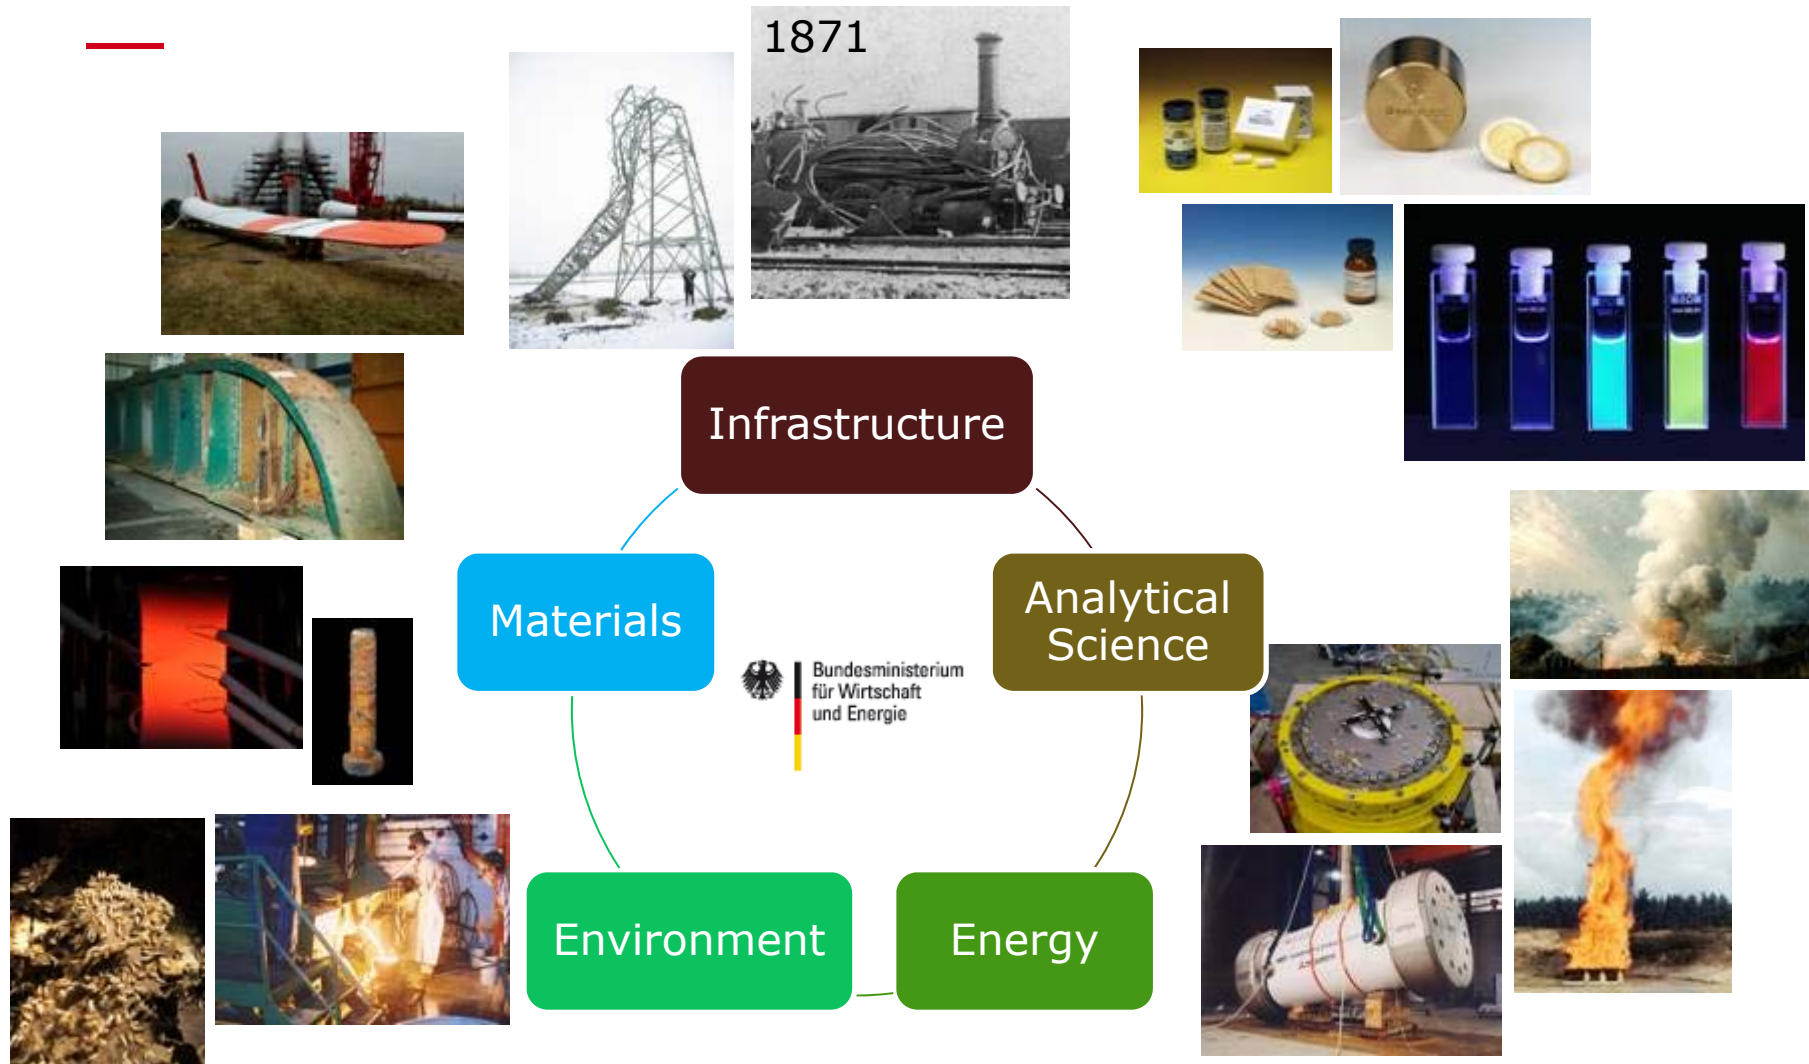 1871
Infrastructure
Materials
Analytical
Science
Bundesministerium
für Wirtschaft
und Energie
Environment
Energy